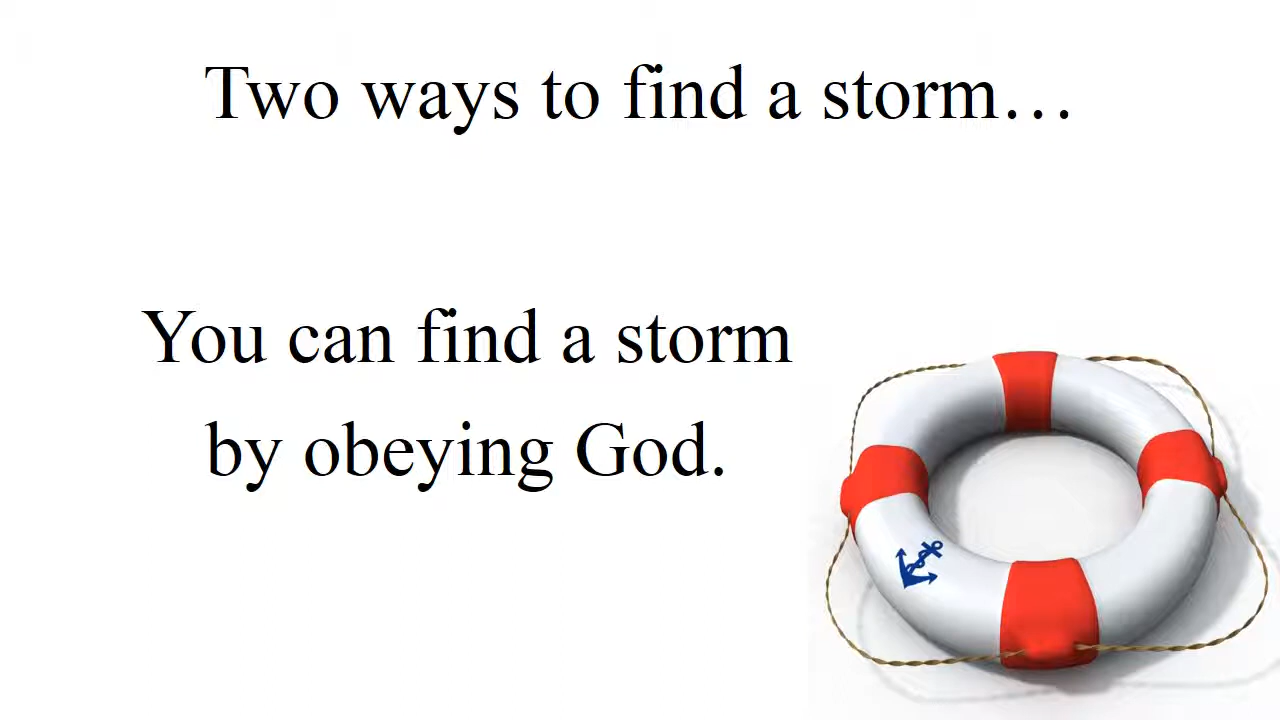 Two ways to find a storm…
You can find a storm
by obeying God.